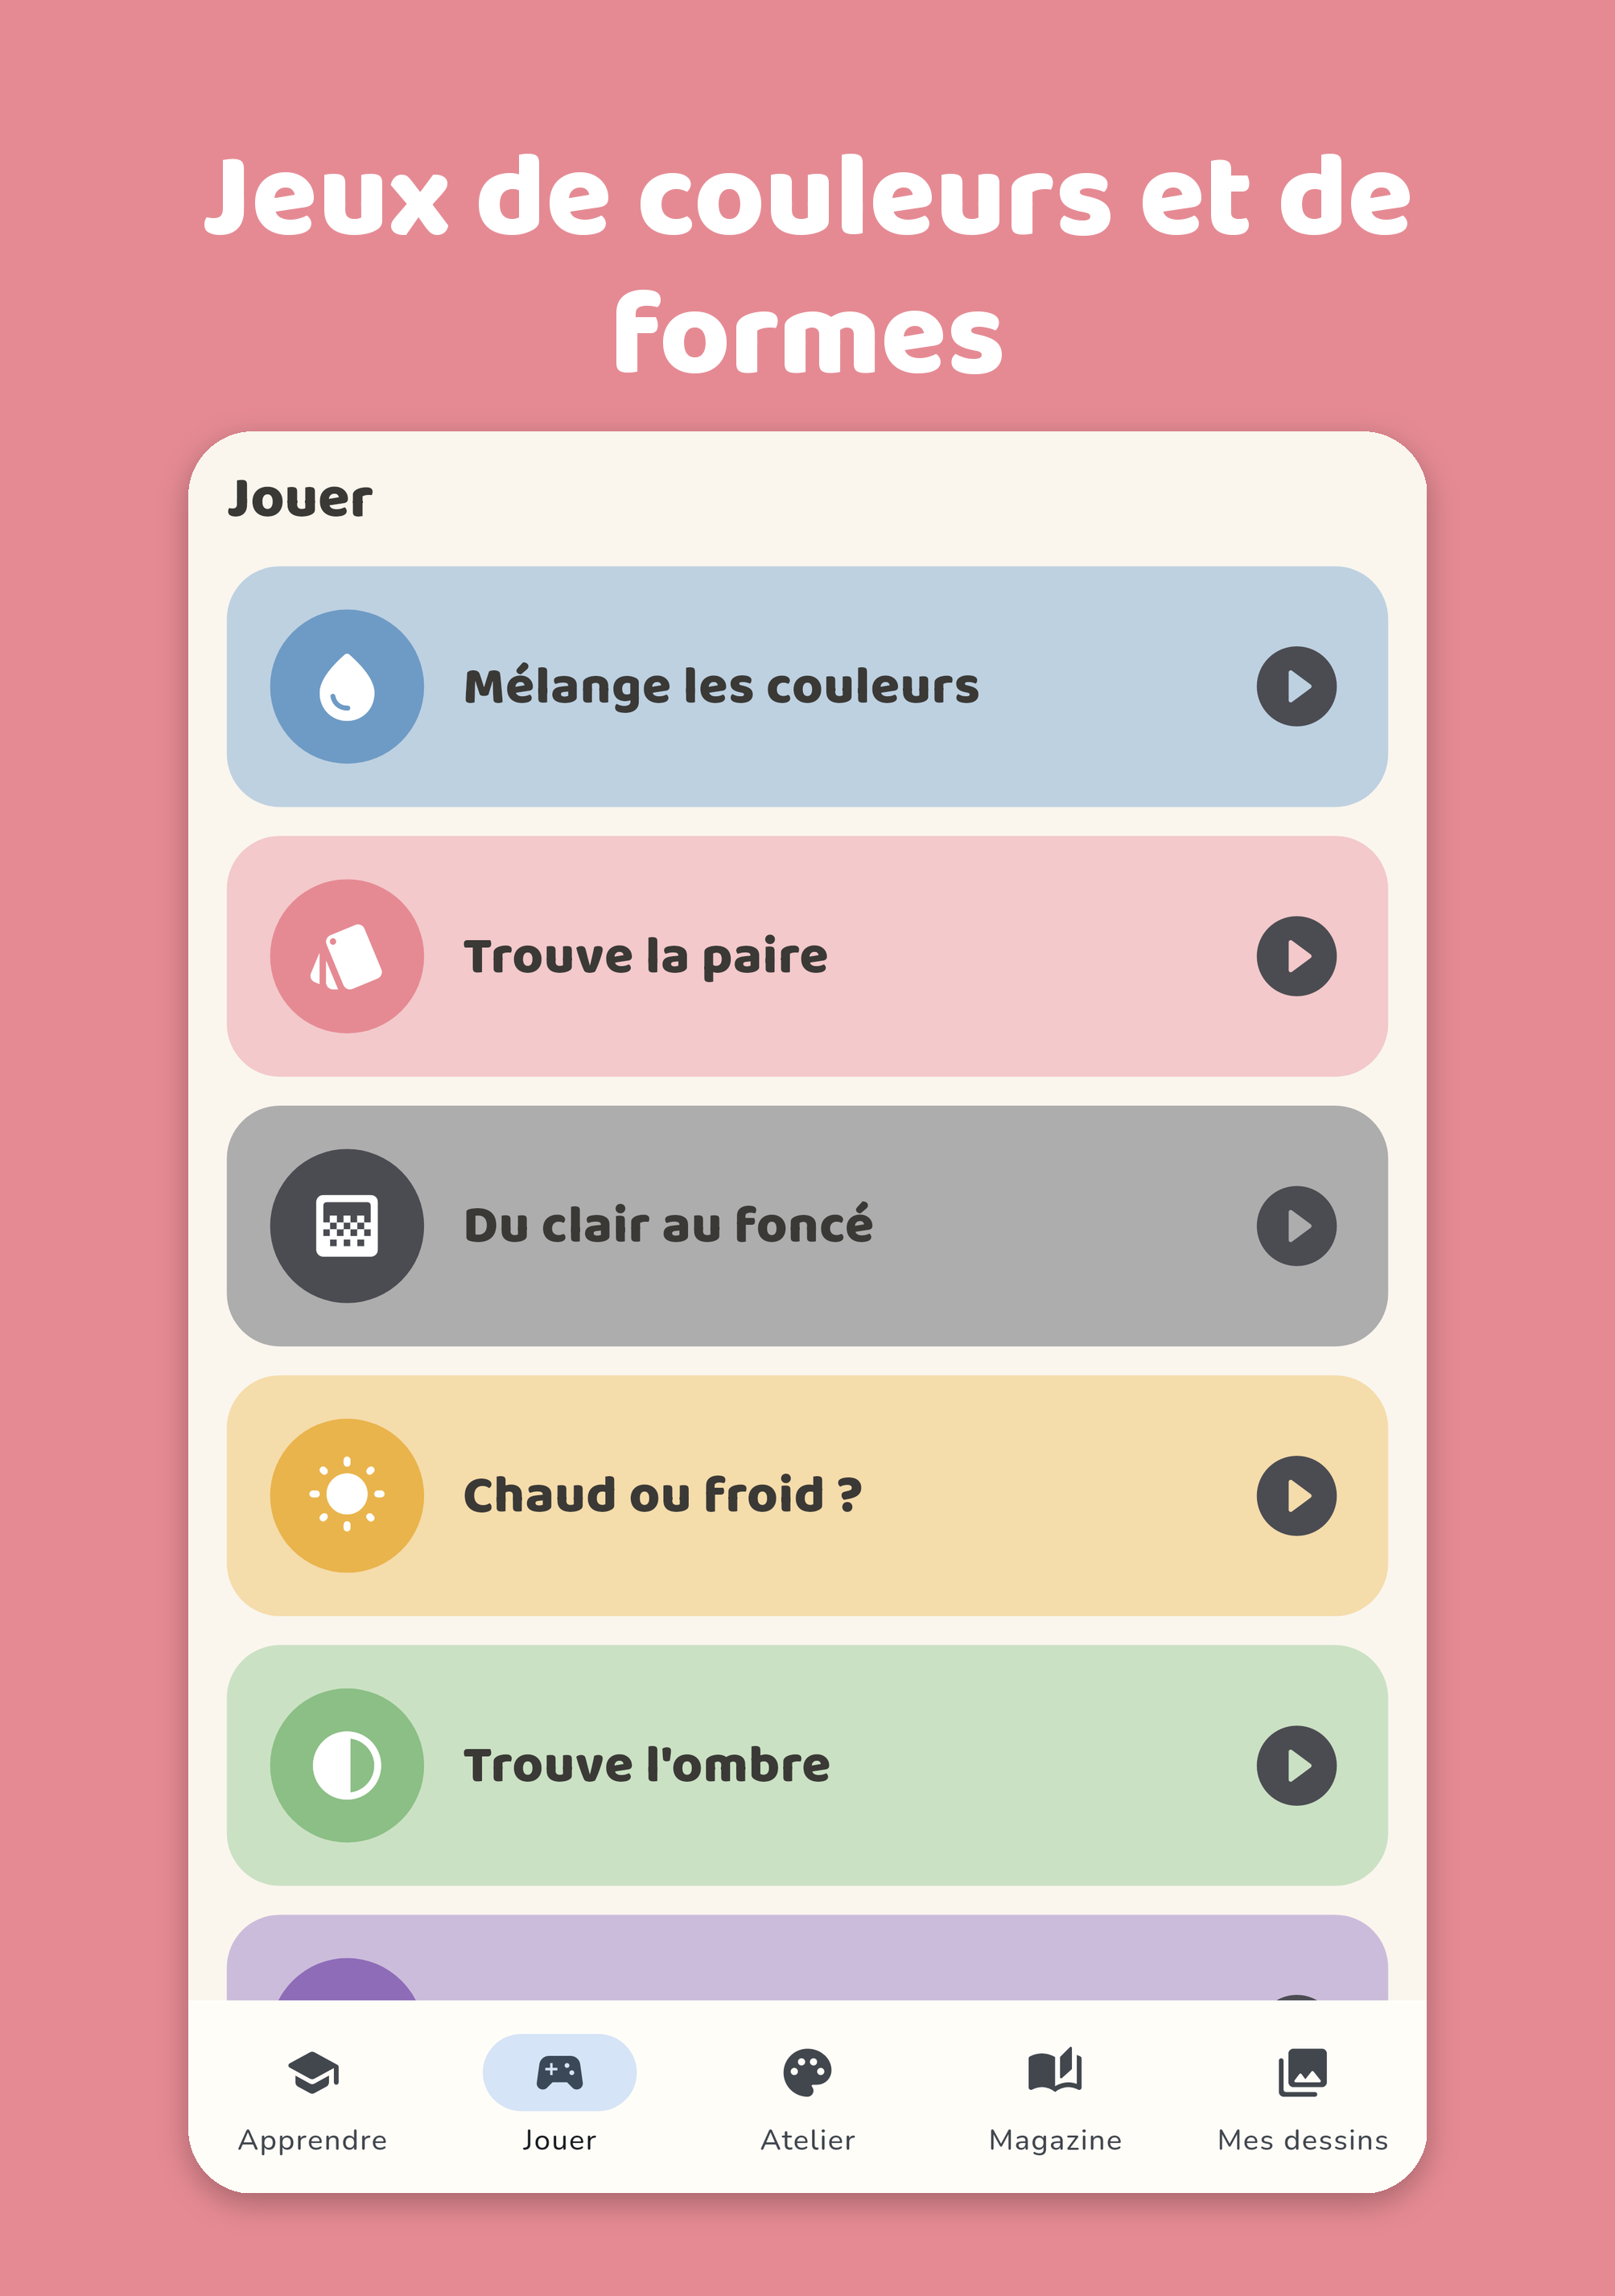 Jeux de couleurs et de
formes
Jouer
Mélange les couleurs
Trouve la paire
Du clair au foncé
Chaud ou froid ?
Trouve l'ombre
Apprendre
Jouer
Atelier
Magazine
Mes dessins